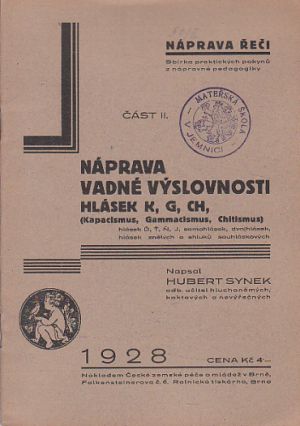 NÁPRAVA ŘEČI
Sbírka praktických pokynů
z nápravné pedagogiky
MATEŘSKÁ ŠKOLA
V JEMNICI
ČÁST II.
NÁPRAVA
VADNÉ VÝSLOVNOSTI
HLÁSEK K, G, CH,
(Kapacismus, Gammacismus, Chitismus)
hlásek Ď, Ť, Ň, J, samohlásek, dvojhlásek,
hlásek znělých a shluků souhláskových
Napsal
HUBERT SYNEK
odb. učitel hluchoněmých,
koktavých a nevýřečných
1928
CENA Kč 4-
Nákladem České zemské péče o mládež v Brně,
Falkensteinerova č. 6. Rolnická tiskárna, Brno